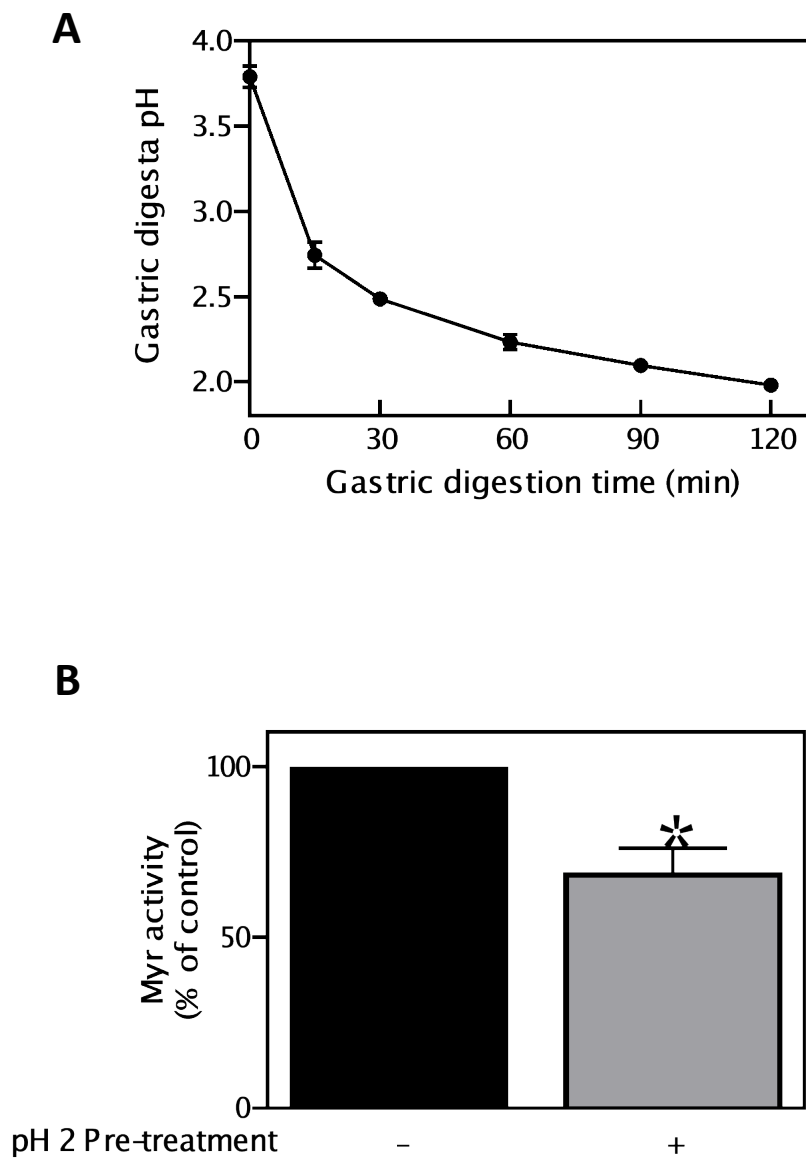 A
4.0
3.5
3.0
2.5
2.0
Gastric digesta pH
0 30 60 90 120
Gastric digestion time (min)
B
100
50
0
Myr activity
(% of control)
*
pH 2 Pre-treatment - +